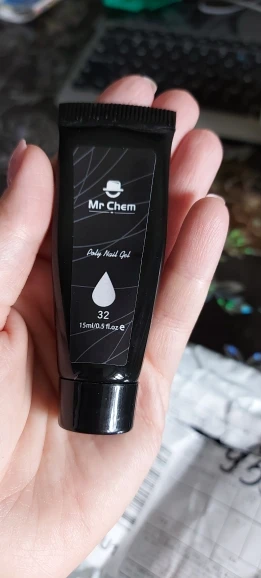 Mr Chem
Poly Nail Gel
32
15ml/0.5 fl.oz e